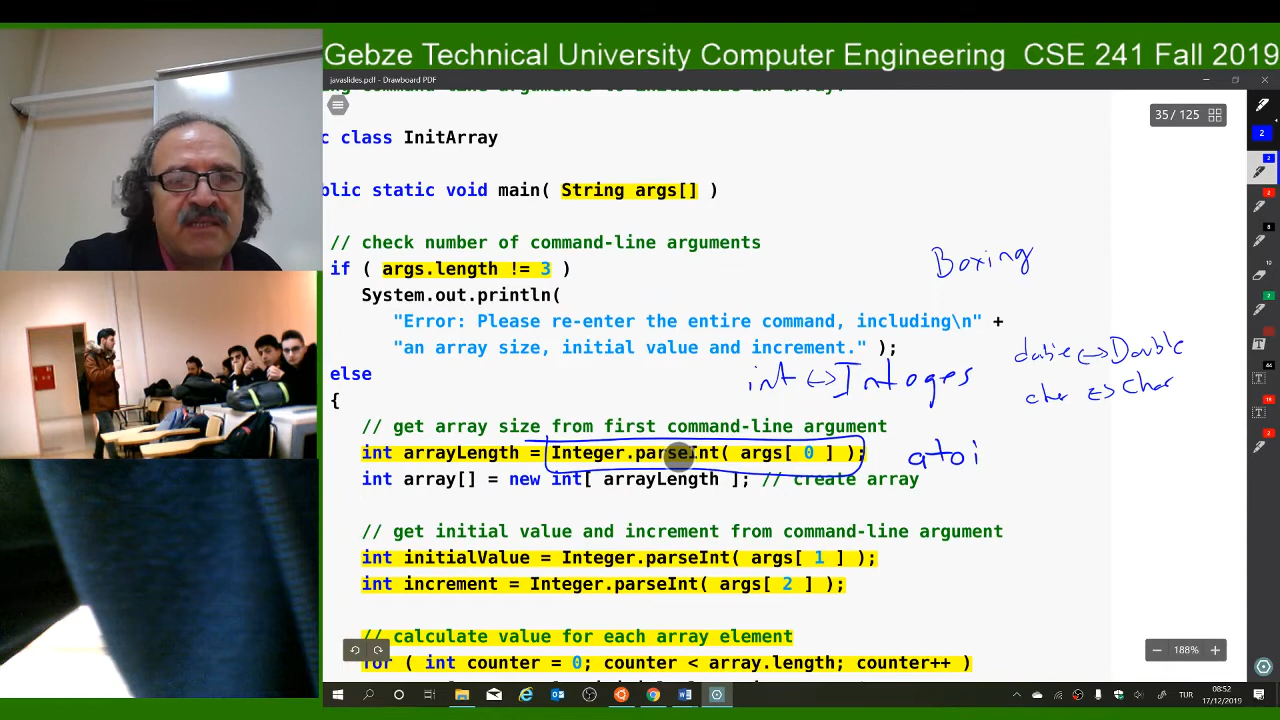 Gebze Technical University Computer Engineering CSE 241 Fall 2019
javaslides.pdf - Drawboard PDF
35 / 125
c class InitArray
blic static void main( String args[] )
// check number of command-line arguments
if ( args.length != 3 )
System.out.println(
"Error: Please re-enter the entire command, including\n" +
"an array size, initial value and increment." );
else
{
// get array size from first command-line argument
int arrayLength = Integer.parseInt( args[ 0 ] );
int array[] = new int[ arrayLength ]; // create array
// get initial value and increment from command-line argument
int initialValue = Integer.parseInt( args[ 1 ] );
int increment = Integer.parseInt( args[ 2 ] );
// calculate value for each array element
for ( int counter = 0; counter < array.length; counter++ )
Boxing
int <-> Integes
Double
char <-> Char
atoi
188%
TUR
08:52
17/12/2019